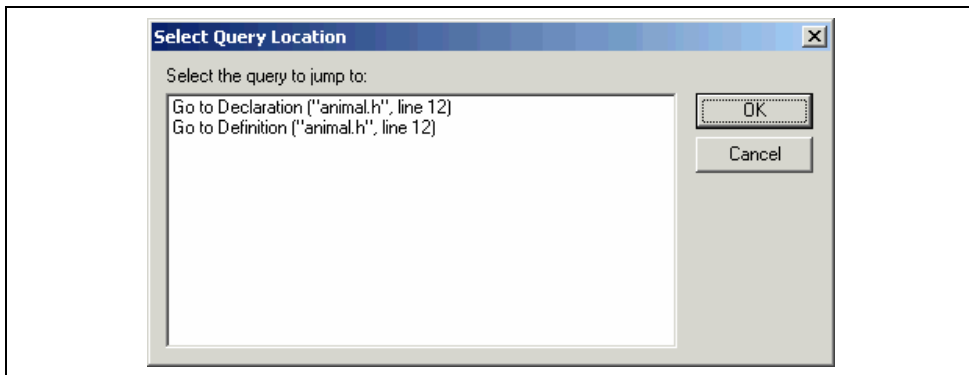 Select Query Location
Select the query to jump to:
Go to Declaration ("animal.h", line 12)
Go to Definition ("animal.h", line 12)
OK
Cancel